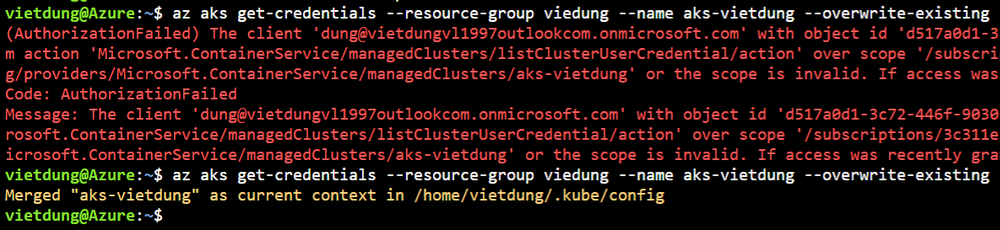 vietdung@Azure:~$ az aks get-credentials --resource-group viedung --name aks-vietdung --overwrite-existing
(AuthorizationFailed) The client 'dung@vietdungvl1997outlookcom.onmicrosoft.com' with object id 'd517a0d1-3
m action 'Microsoft.ContainerService/managedClusters/listClusterUserCredential/action' over scope '/subscri
g/providers/Microsoft.ContainerService/managedClusters/aks-vietdung' or the scope is invalid. If access was
Code: AuthorizationFailed
Message: The client 'dung@vietdungvl1997outlookcom.onmicrosoft.com' with object id 'd517a0d1-3c72-446f-9030
rosoft.ContainerService/managedClusters/listClusterUserCredential/action' over scope '/subscriptions/3c311e
icrosoft.ContainerService/managedClusters/aks-vietdung' or the scope is invalid. If access was recently gra
vietdung@Azure:~$ az aks get-credentials --resource-group viedung --name aks-vietdung --overwrite-existing
Merged "aks-vietdung" as current context in /home/vietdung/.kube/config
vietdung@Azure:~$